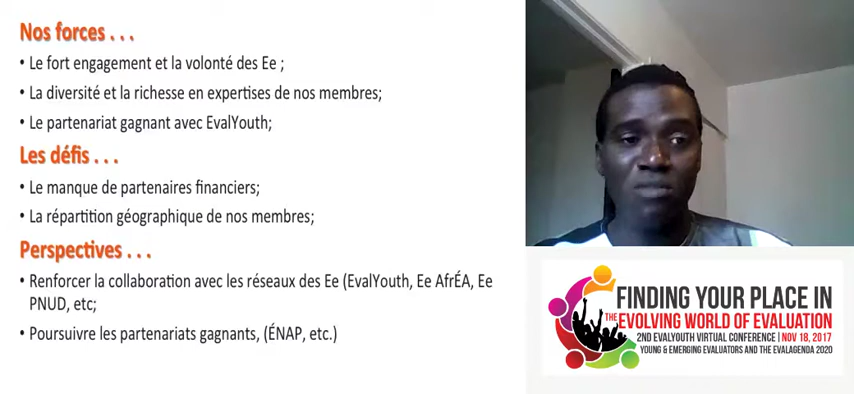 Nos forces . . .
• Le fort engagement et la volonté des Ee ;
• La diversité et la richesse en expertises de nos membres;
• Le partenariat gagnant avec EvalYouth;
Les défis . . .
• Le manque de partenaires financiers;
• La répartition géographique de nos membres;
Perspectives . . .
• Renforcer la collaboration avec les réseaux des Ee (EvalYouth, Ee AfrÉA, Ee
PNUD, etc;
• Poursuivre les partenariats gagnants, (ÉNAP, etc.)
FINDING YOUR PLACE IN
THE EVOLVING WORLD OF EVALUATION
2ND EVALYOUTH VIRTUAL CONFERENCE | NOV 18, 2017
YOUNG & EMERGING EVALUATORS AND THE EVALAGENDA 2020